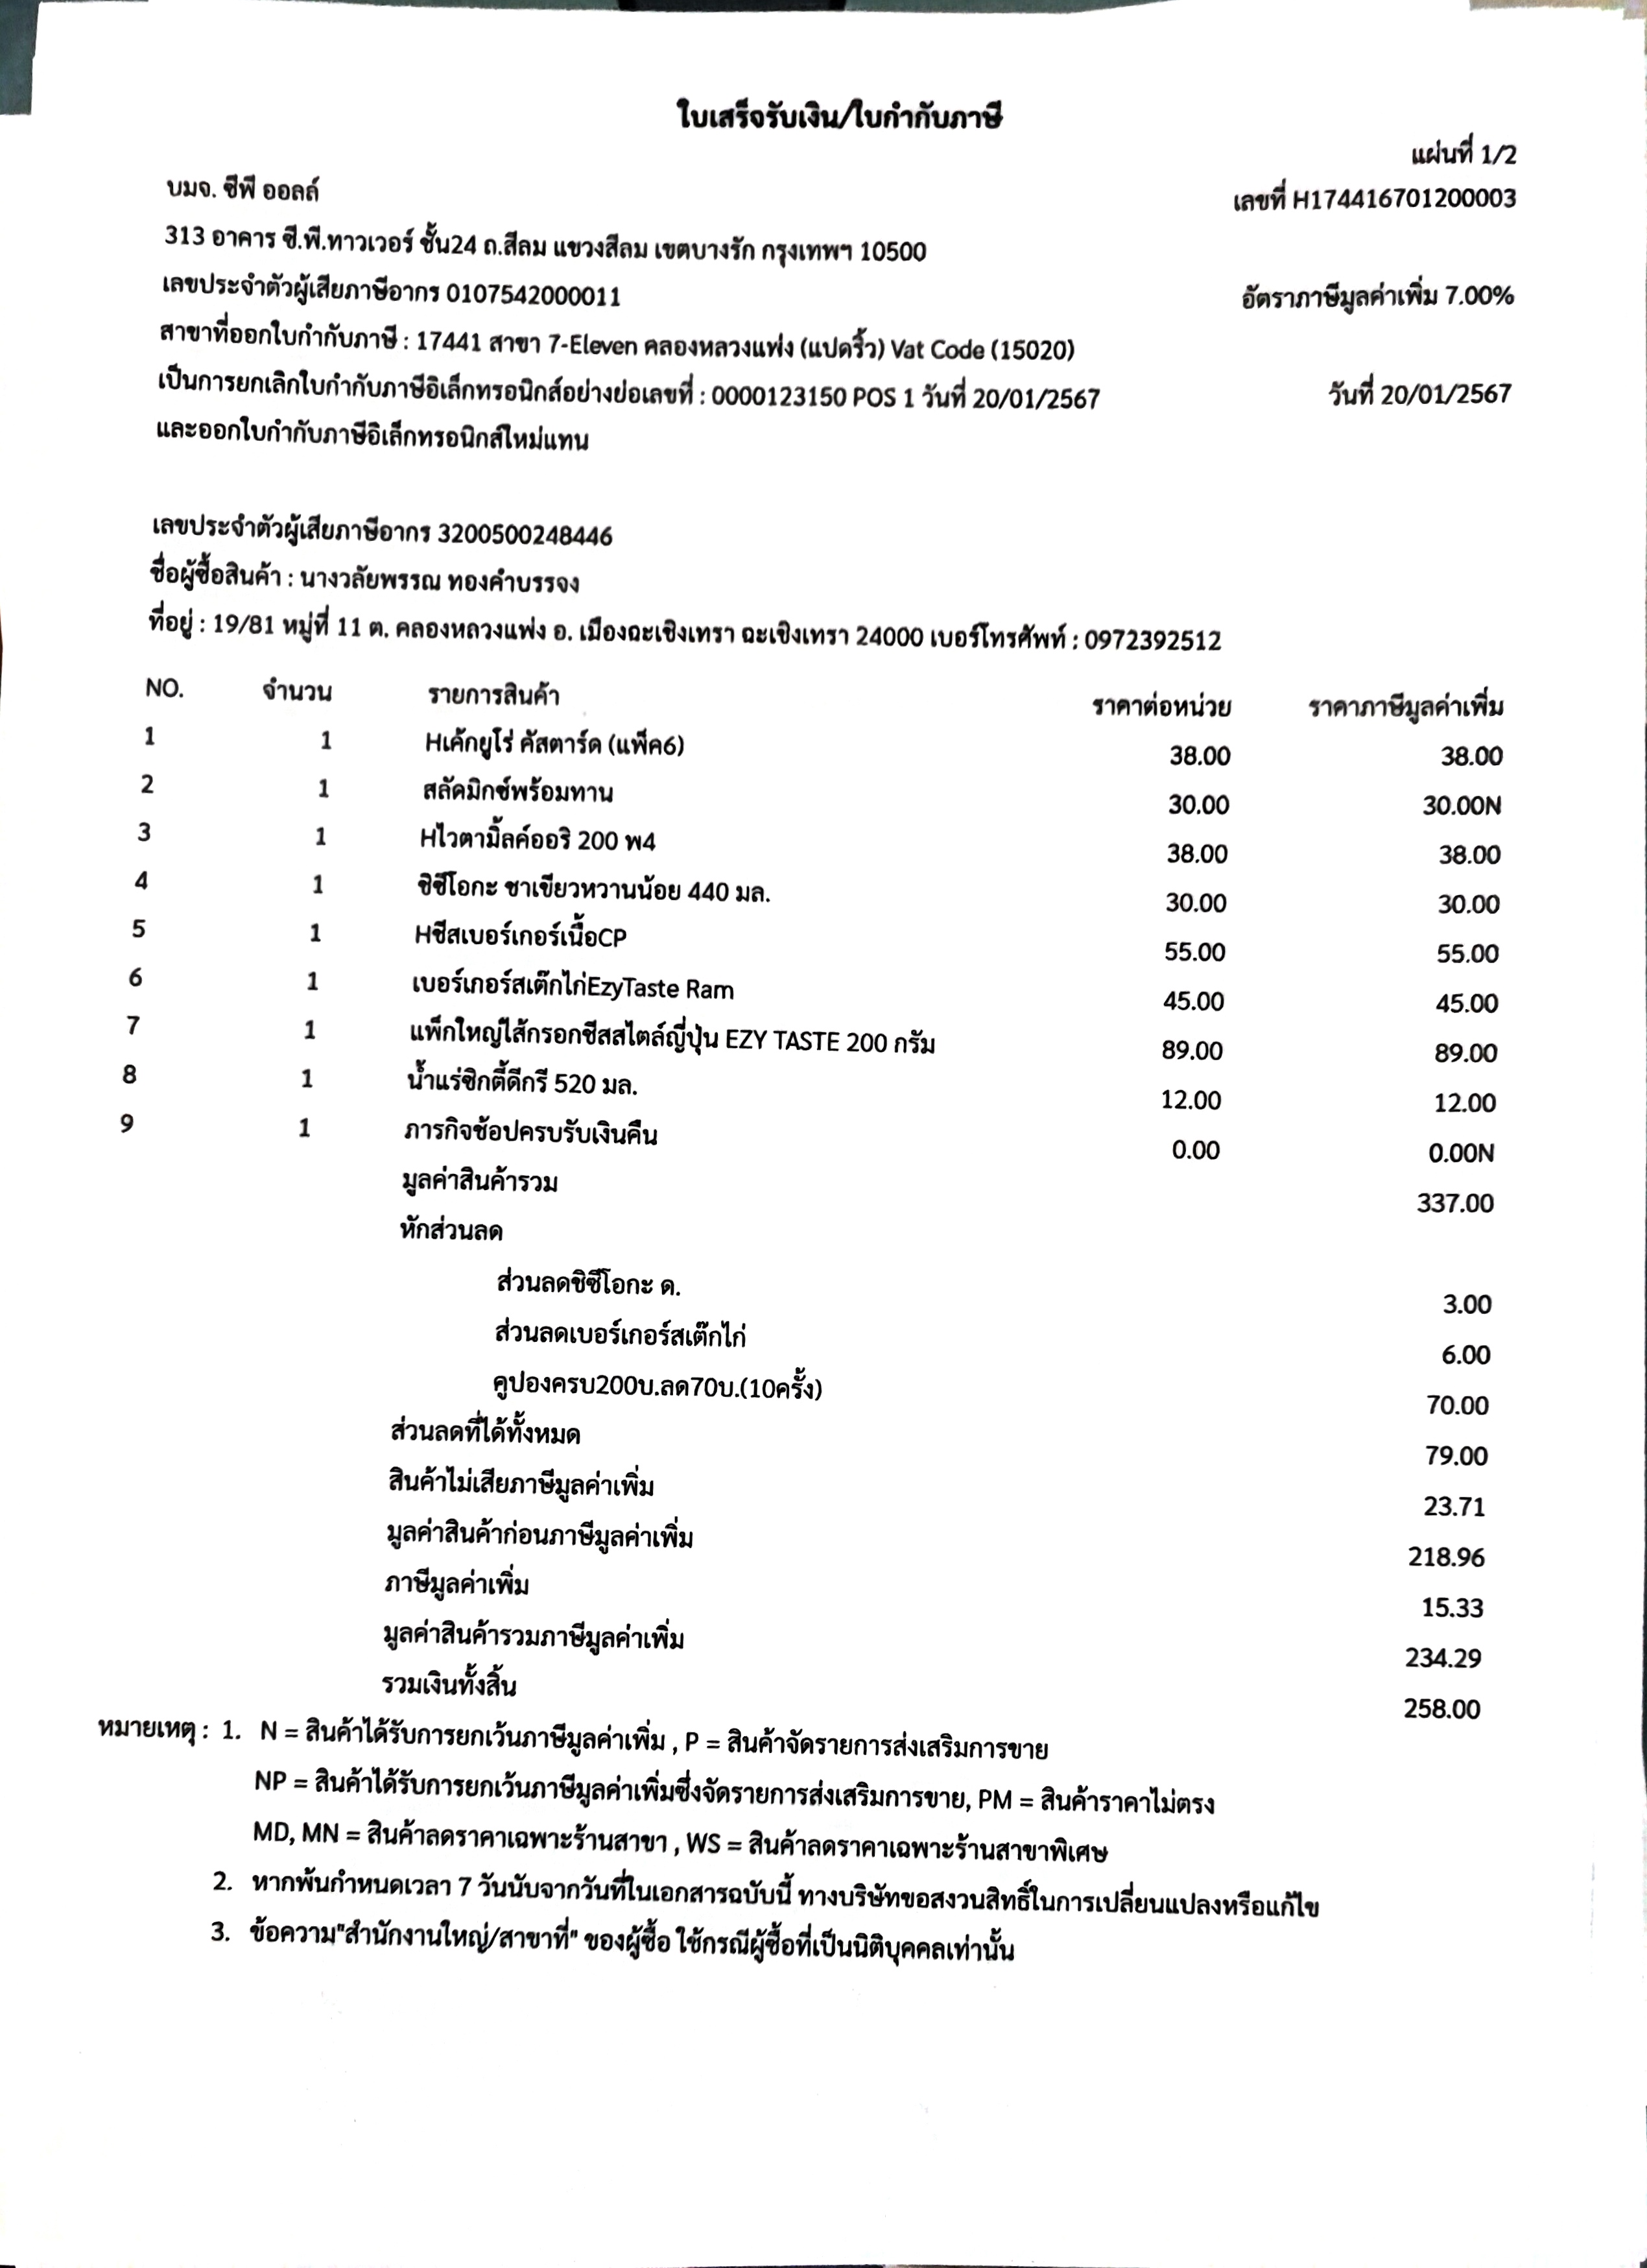 ใบเสร็จรับเงิน/ใบกำกับภาษี
แผ่นที่ 1/2
บมจ. ซีพี ออลล์ เลขที่ H174416701200003
313 อาคาร ซี.พี.ทาวเวอร์ ชั้น24 ถ.สีลม แขวงสีลม เขตบางรัก กรุงเทพฯ 10500
เลขประจำตัวผู้เสียภาษีอากร 0107542000011 อัตราภาษีมูลค่าเพิ่ม 7.00%
สาขาที่ออกใบกำกับภาษี : 17441 สาขา 7-Eleven คลองหลวงแพ่ง (แปดริ้ว) Vat Code (15020)
เป็นการยกเลิกใบกำกับภาษีอิเล็กทรอนิกส์อย่างย่อเลขที่ : 0000123150 POS 1 วันที่ 20/01/2567 วันที่ 20/01/2567
และออกใบกำกับภาษีอิเล็กทรอนิกส์ใหม่แทน
เลขประจำตัวผู้เสียภาษีอากร 3200500248446
ชื่อผู้ซื้อสินค้า : นางวลัยพรรณ ทองคำบรรจง
ที่อยู่ : 19/81 หมู่ที่ 11 ต. คลองหลวงแพ่ง อ. เมืองฉะเชิงเทรา ฉะเชิงเทรา 24000 เบอร์โทรศัพท์ : 0972392512
NO. จำนวน รายการสินค้า ราคาต่อหน่วย ราคาภาษีมูลค่าเพิ่ม
1 1 Hเค้กยูโร่ คัสตาร์ด (แพ็ค6) 38.00 38.00
2 1 สลัดมิกซ์พร้อมทาน 30.00 30.00N
3 1 Hไวตามิ้ลค์ออริ 200 พ4 38.00 38.00
4 1 ชิซึโอกะ ชาเขียวหวานน้อย 440 มล. 30.00 30.00
5 1 Hชีสเบอร์เกอร์เนื้อCP 55.00 55.00
6 1 เบอร์เกอร์สเต๊กไก่EzyTaste Ram 45.00 45.00
7 1 แพ็กใหญ่ไส้กรอกชีสสไตล์ญี่ปุ่น EZY TASTE 200 กรัม 89.00 89.00
8 1 น้ำแร่ซิกตี้ดีกรี 520 มล. 12.00 12.00
9 1 ภารกิจช้อปครบรับเงินคืน 0.00 0.00N
มูลค่าสินค้ารวม 337.00
หักส่วนลด
ส่วนลดชิซึโอกะ ด. 3.00
ส่วนลดเบอร์เกอร์สเต๊กไก่ 6.00
คูปองครบ200บ.ลด70บ.(10ครั้ง) 70.00
ส่วนลดที่ได้ทั้งหมด 79.00
สินค้าไม่เสียภาษีมูลค่าเพิ่ม 23.71
มูลค่าสินค้าก่อนภาษีมูลค่าเพิ่ม 218.96
ภาษีมูลค่าเพิ่ม 15.33
มูลค่าสินค้ารวมภาษีมูลค่าเพิ่ม 234.29
รวมเงินทั้งสิ้น 258.00
หมายเหตุ : 1. N = สินค้าได้รับการยกเว้นภาษีมูลค่าเพิ่ม , P = สินค้าจัดรายการส่งเสริมการขาย
NP = สินค้าได้รับการยกเว้นภาษีมูลค่าเพิ่มซึ่งจัดรายการส่งเสริมการขาย, PM = สินค้าราคาไม่ตรง
MD, MN = สินค้าลดราคาเฉพาะร้านสาขา , WS = สินค้าลดราคาเฉพาะร้านสาขาพิเศษ
2. หากพ้นกำหนดเวลา 7 วันนับจากวันที่ในเอกสารฉบับนี้ ทางบริษัทขอสงวนสิทธิ์ในการเปลี่ยนแปลงหรือแก้ไข
3. ข้อความ"สำนักงานใหญ่/สาขาที่" ของผู้ซื้อ ใช้กรณีผู้ซื้อที่เป็นนิติบุคคลเท่านั้น